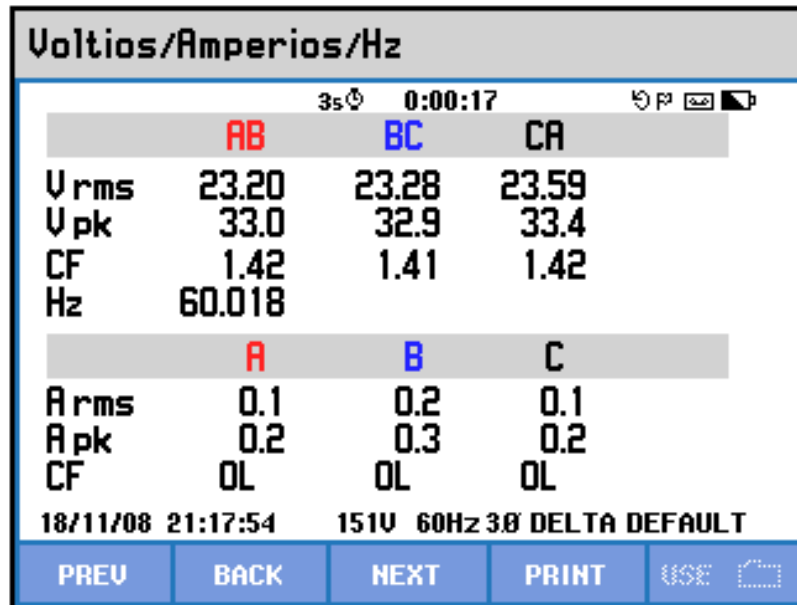 Voltios/Amperios/Hz
3s 0:00:17
AB BC CA
V rms 23.20 23.28 23.59
V pk 33.0 32.9 33.4
CF 1.42 1.41 1.42
Hz 60.018
A B C
A rms 0.1 0.2 0.1
A pk 0.2 0.3 0.2
CF OL OL OL
18/11/08 21:17:54 151V 60Hz 3Ø DELTA DEFAULT
PREV BACK NEXT PRINT USE